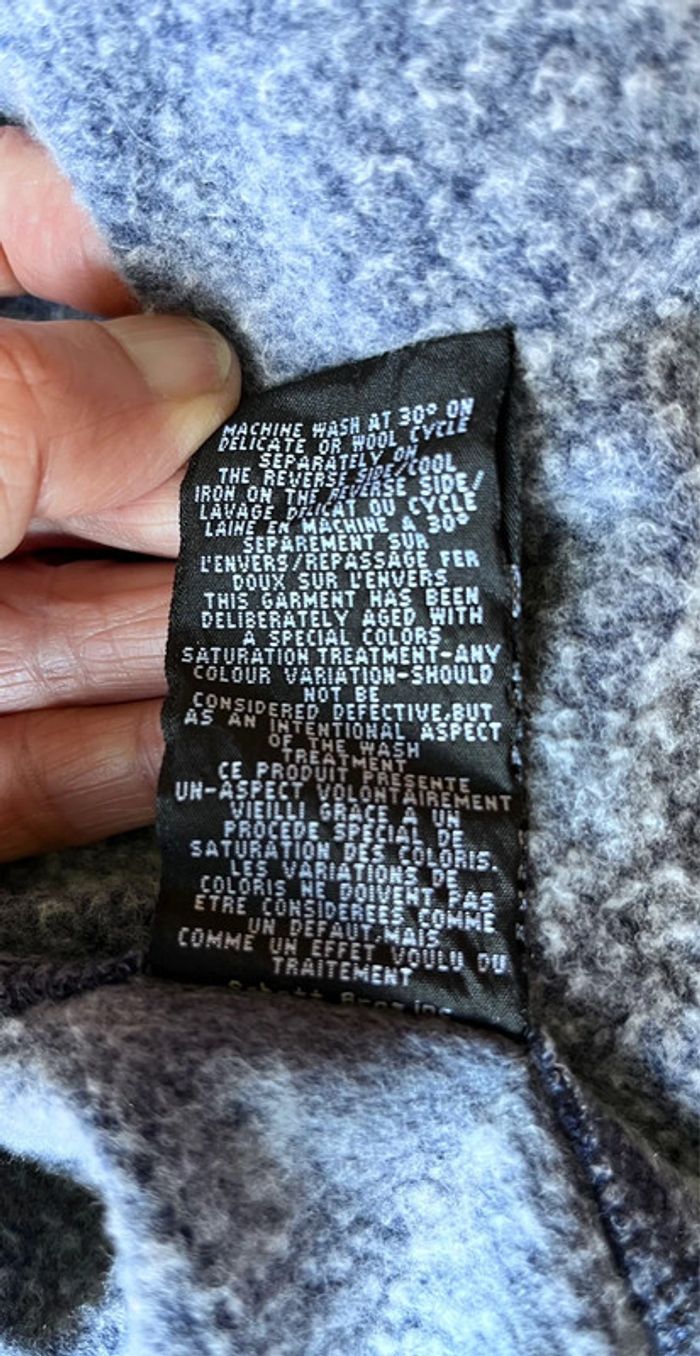 MACHINE WASH AT 30° ON
DELICATE OR WOOL CYCLE
SEPARATELY ON
THE REVERSE SIDE/COOL
IRON ON THE REVERSE SIDE/
LAVAGE DELICAT OU CYCLE
LAINE EN MACHINE A 30°
SEPAREMENT SUR
L'ENVERS/REPASSAGE FER
DOUX SUR L'ENVERS
THIS GARMENT HAS BEEN
DELIBERATELY AGED WITH
A SPECIAL COLORS
SATURATION TREATMENT-ANY
COLOUR VARIATION-SHOULD
NOT BE
CONSIDERED DEFECTIVE,BUT
AS AN INTENTIONAL ASPECT
OF THE WASH
TREATMENT
CE PRODUIT PRESENTE
UN-ASPECT VOLONTAIREMENT
VIEILLI GRACE A UN
PROCEDE SPECIAL DE
SATURATION DES COLORIS.
LES VARIATIONS DE
COLORIS NE DOIVENT PAS
ETRE CONSIDEREES COMME
UN DEFAUT,MAIS
COMME UN EFFET VOULU DU
TRAITEMENT